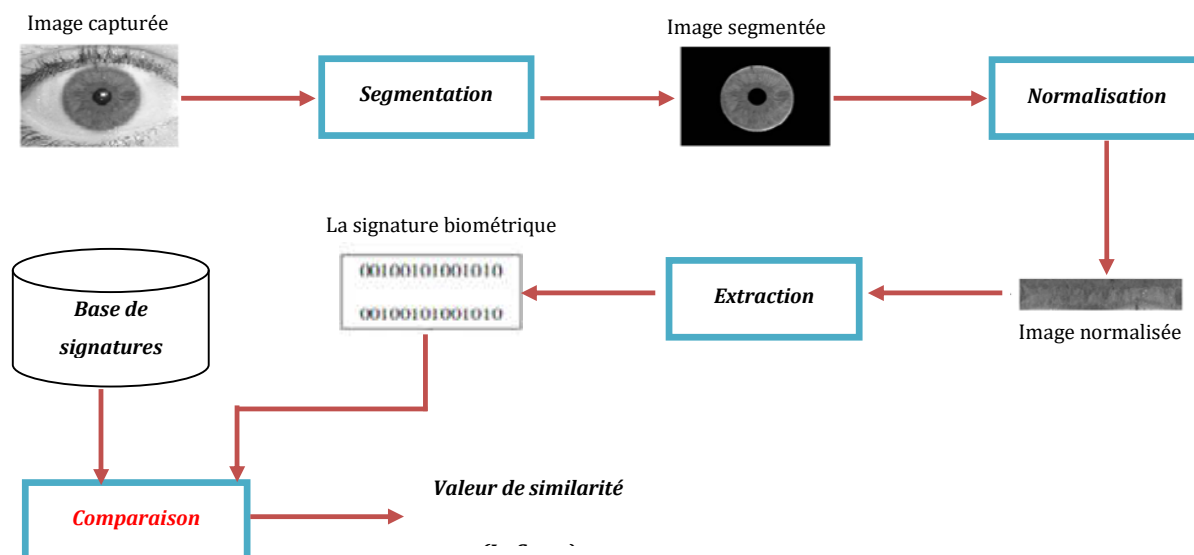 Image capturée
Segmentation
Image segmentée
Normalisation
La signature biométrique
00100101001010
00100101001010
Extraction
Image normalisée
Base de
signatures
Comparaison
Valeur de similarité